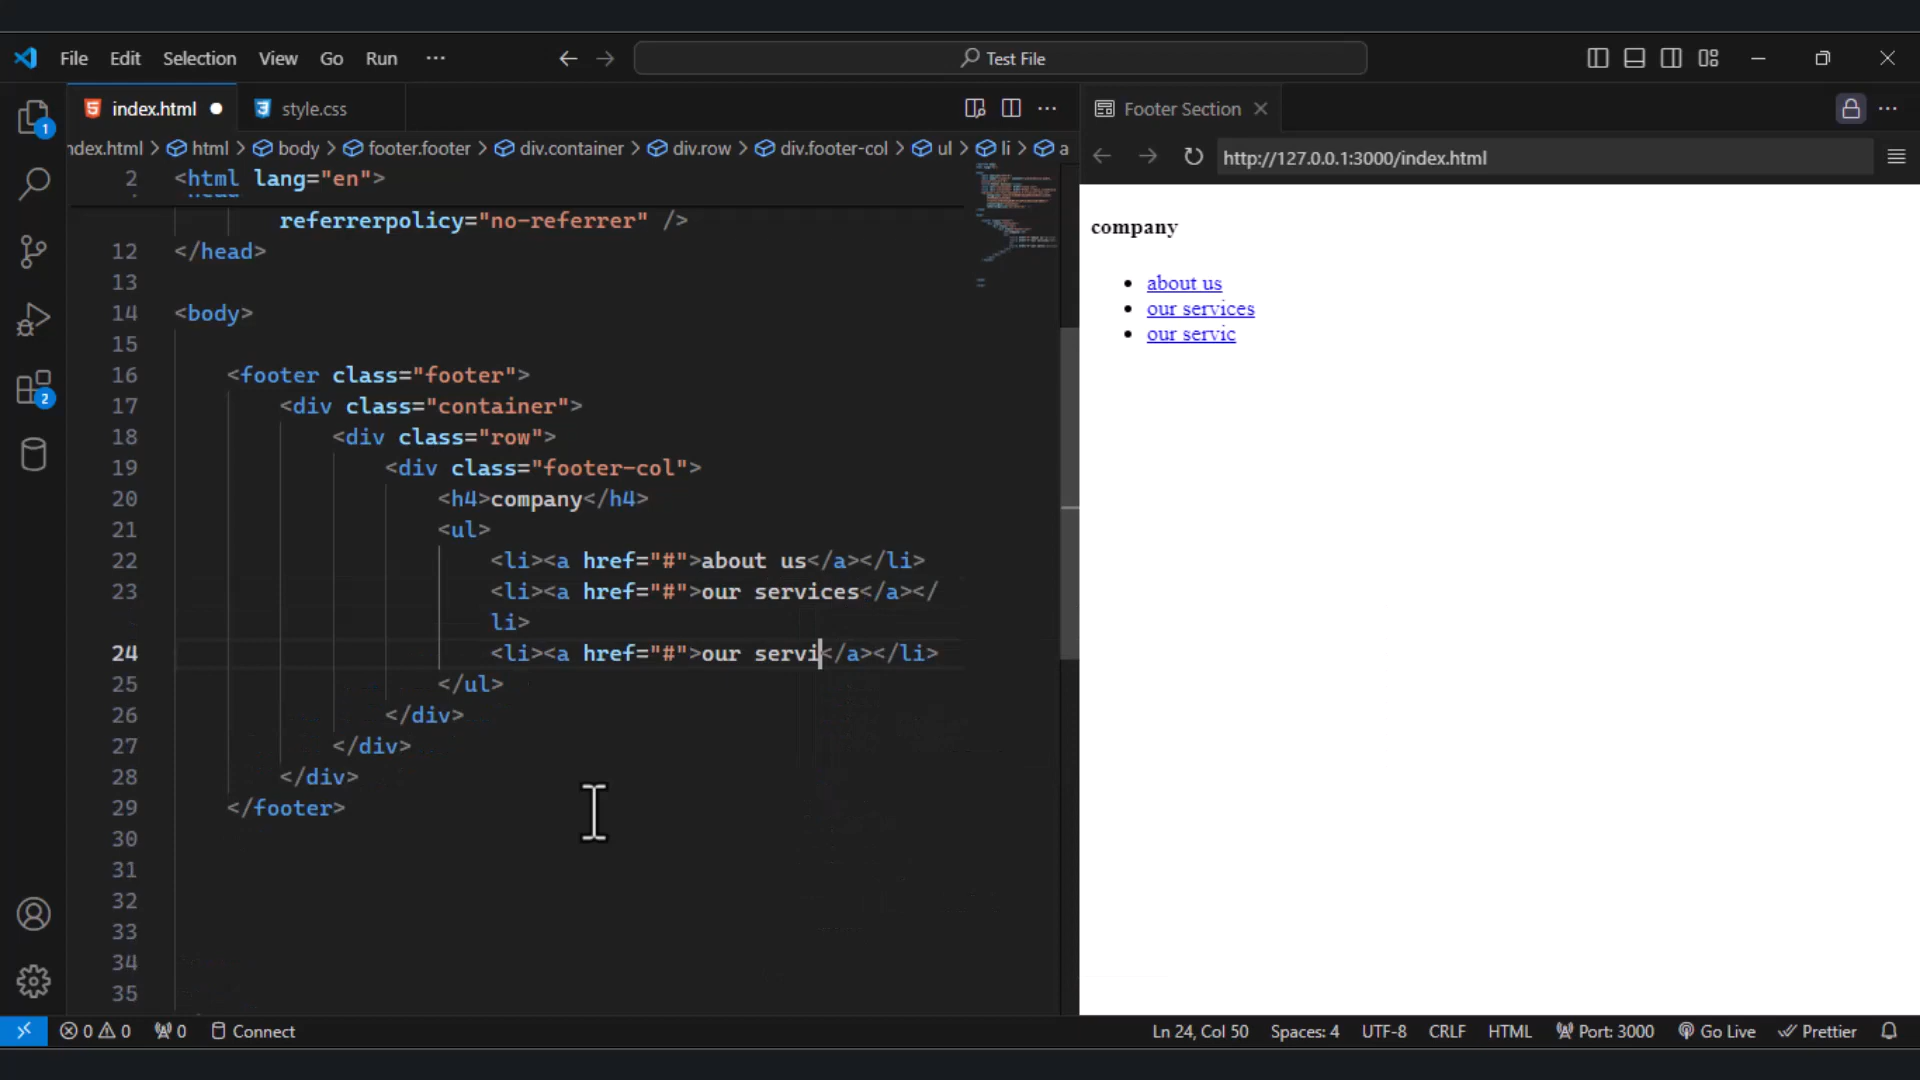 File Edit Selection View Go Run ··· Test File
index.html style.css ···
Footer Section ···
ndex.html > html > body > footer.footer > div.container > div.row > div.footer-col > ul > li > a
http://127.0.0.1:3000/index.html
2 <html lang="en">
referrerpolicy="no-referrer" />
12 </head>
13
14 <body>
15
16 <footer class="footer">
17 <div class="container">
18 <div class="row">
19 <div class="footer-col">
20 <h4>company</h4>
21 <ul>
22 <li><a href="#">about us</a></li>
23 <li><a href="#">our services</a></
li>
24 <li><a href="#">our servi</a></li>
25 </ul>
26 </div>
27 </div>
28 </div>
29 </footer>
30
31
32
33
34
35
company
• about us
• our services
• our servic
1
2
0 0 0 Connect Ln 24, Col 50 Spaces: 4 UTF-8 CRLF HTML Port: 3000 Go Live Prettier